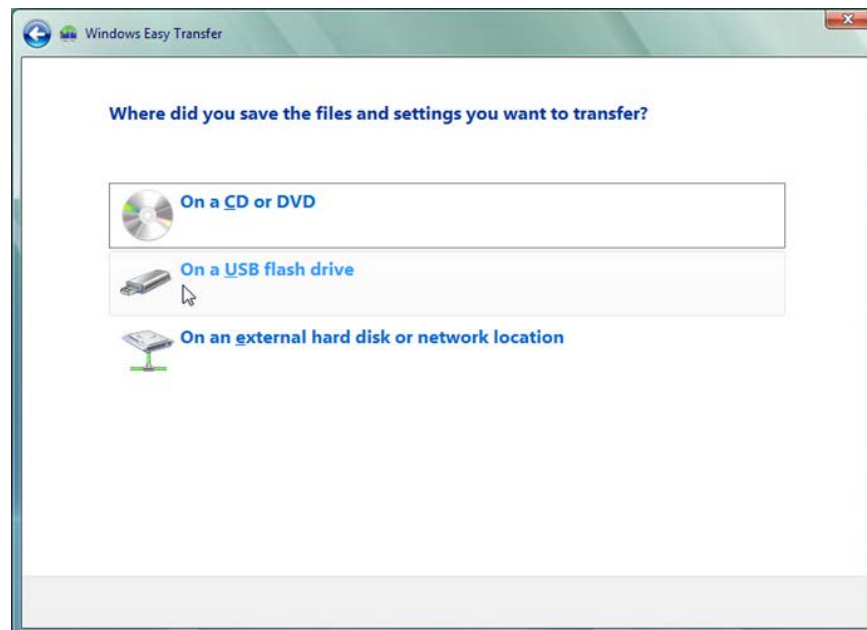 Windows Easy Transfer
Where did you save the files and settings you want to transfer?
On a CD or DVD
On a USB flash drive
On an external hard disk or network location